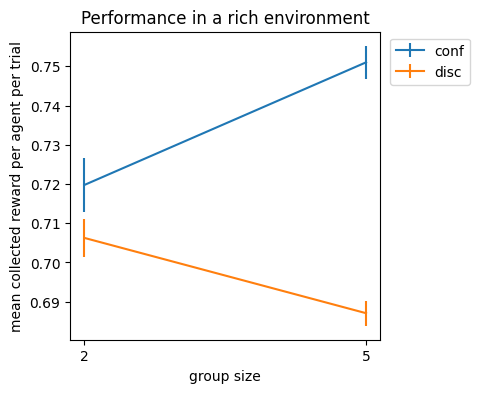 Performance in a rich environment
mean collected reward per agent per trial
0.75
0.74
0.73
0.72
0.71
0.70
0.69
2
5
group size
conf
disc